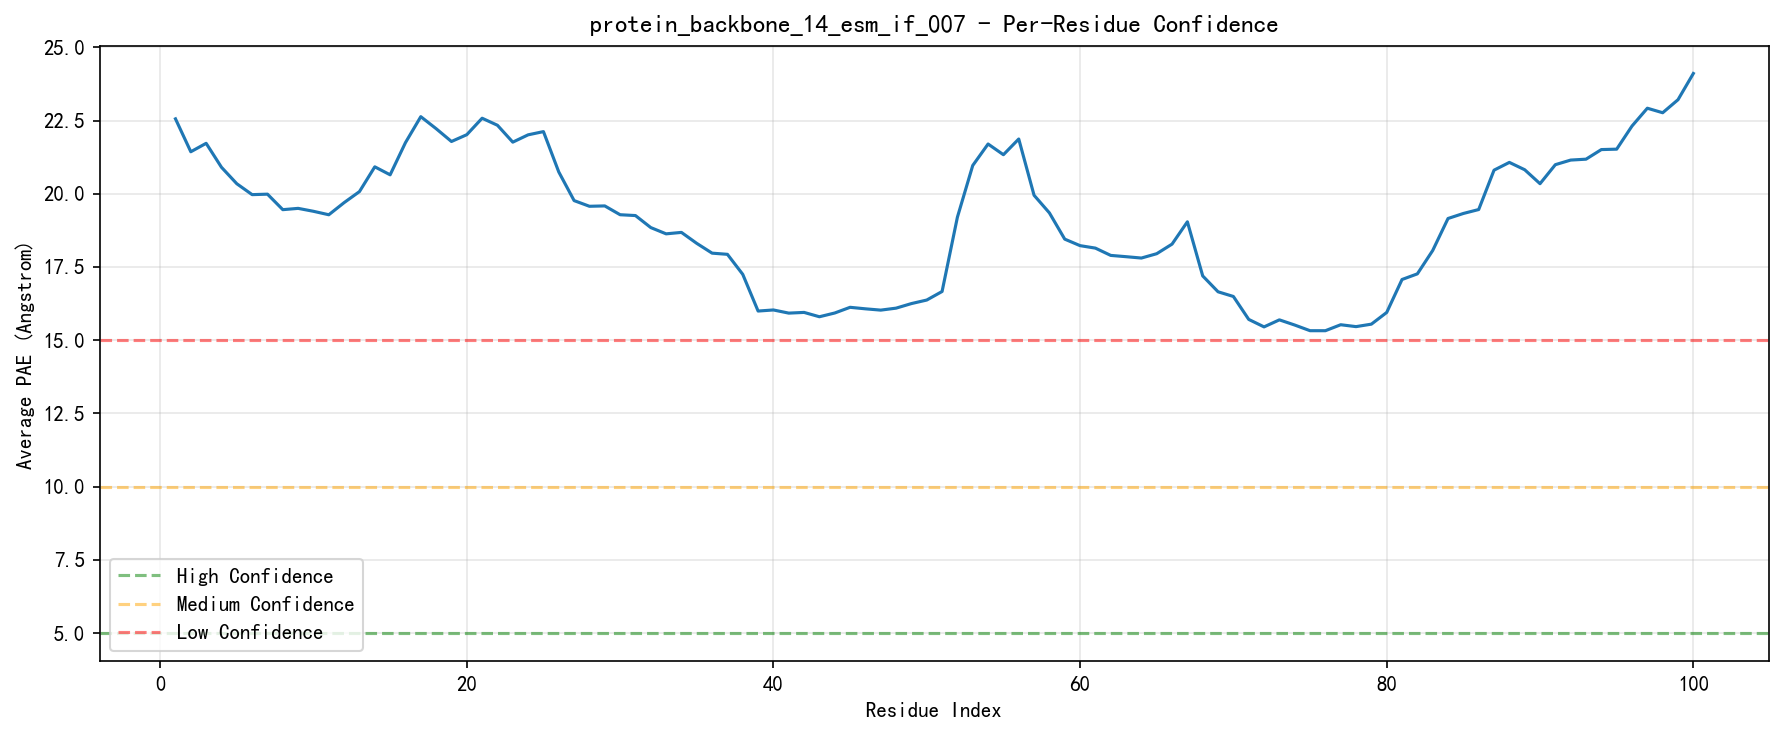 protein_backbone_14_esm_if_007 - Per-Residue Confidence
Average PAE (Angstrom)
25.0
22.5
20.0
17.5
15.0
12.5
10.0
7.5
5.0
High Confidence
Medium Confidence
Low Confidence
0 20 40 60 80 100
Residue Index